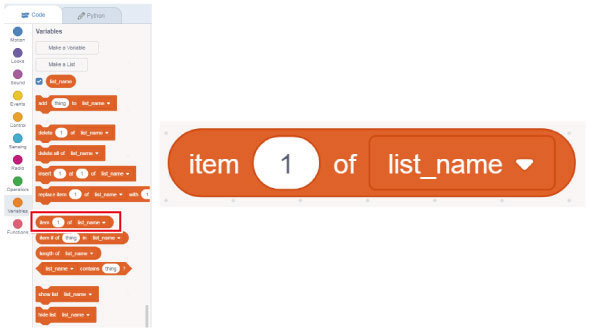 Code Python
Variables
Motion
Make a Variable
Looks
Make a List
Sound
list_name
Events
add thing to list_name
Control
delete 1 of list_name
Sensing
delete all of list_name
Radio
insert 1 at 1 of list_name
Operators
replace item 1 of list_name with 1
Variables
item 1 of list_name
Functions
item # of thing in list_name
length of list_name
list_name contains thing ?
show list list_name
hide list list_name
item 1 of list_name